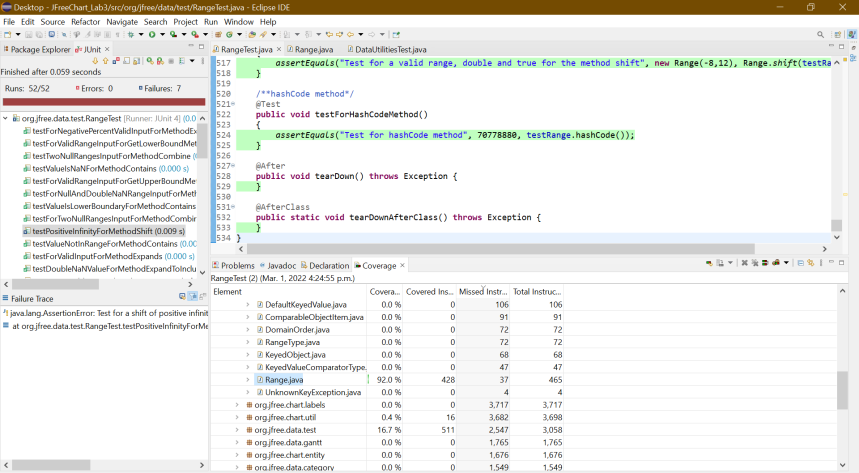 Desktop - JFreeChart_Lab3/src/org/jfree/data/test/RangeTest.java - Eclipse IDE
File Edit Source Refactor Navigate Search Project Run Window Help
Package Explorer JUnit
Finished after 0.059 seconds
Runs: 52/52 Errors: 0 Failures: 7
org.jfree.data.test.RangeTest [Runner: JUnit 4] (0.0
testForNegativePercentValidInputForMethodEx
testForValidRangeInputForGetLowerBoundMet
testTwoNullRangesInputForMethodCombine (
testValueIsNaNForMethodContains (0.000 s)
testForValidRangeInputForGetUpperBoundMe
testForNullAndDoubleNaNRangeInputForMeth
testValueIsLowerBoundaryForMethodContains
testForTwoNullRangesInputForMethodCombir
testPositiveInfinityForMethodShift (0.009 s)
testValueNotInRangeForMethodContains (0.00
testForValidInputForMethodExpands (0.000 s)
testDoubleNaNValueForMethodExpandToInclu
Failure Trace
java.lang.AssertionError: Test for a shift of positive infinit
at org.jfree.data.test.RangeTest.testPositiveInfinityForMe
RangeTest.java Range.java DataUtilitiesTest.java
517 assertEquals("Test for a valid range, double and true for the method shift", new Range(-8,12), Range.shift(testRa
518 }
519
520 /**hashCode method*/
521 @Test
522 public void testForHashCodeMethod()
523 {
524 assertEquals("Test for hashCode method", 70778880, testRange.hashCode());
525 }
526
527 @After
528 public void tearDown() throws Exception {
529 }
530
531 @AfterClass
532 public static void tearDownAfterClass() throws Exception {
533 }
534 }
Problems Javadoc Declaration Coverage
RangeTest (2) (Mar. 1, 2022 4:24:55 p.m.)
Element Covera... Covered Ins... Missed Instr... Total Instruc...
DefaultKeyedValue.java 0.0 % 0 106 106
ComparableObjectItem.java 0.0 % 0 91 91
DomainOrder.java 0.0 % 0 72 72
RangeType.java 0.0 % 0 72 72
KeyedObject.java 0.0 % 0 68 68
KeyedValueComparatorType. 0.0 % 0 47 47
Range.java 92.0 % 428 37 465
UnknownKeyException.java 0.0 % 0 4 4
org.jfree.chart.labels 0.0 % 0 3,717 3,717
org.jfree.chart.util 0.4 % 16 3,682 3,698
org.jfree.data.test 16.7 % 511 2,547 3,058
org.jfree.data.gantt 0.0 % 0 1,765 1,765
org.jfree.chart.entity 0.0 % 0 1,676 1,676
org.jfree.data.category 0.0 % 0 1,549 1,549